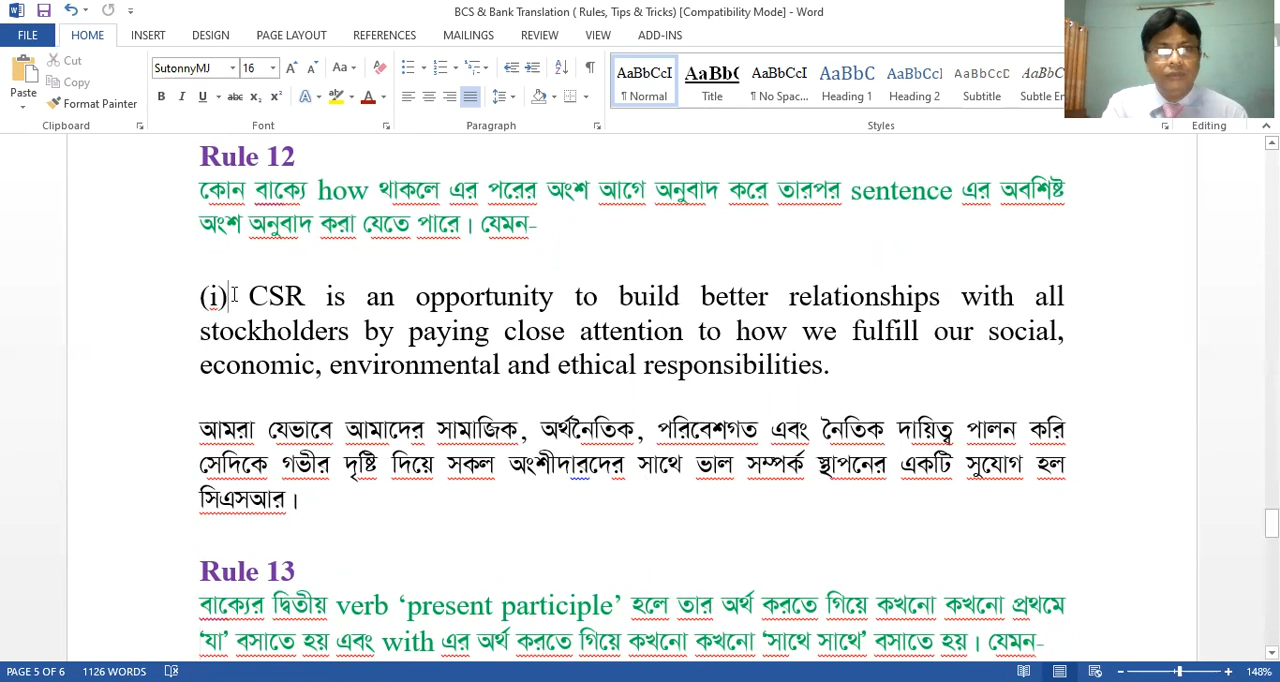 BCS & Bank Translation ( Rules, Tips & Tricks) [Compatibility Mode] - Word
FILE HOME INSERT DESIGN PAGE LAYOUT REFERENCES MAILINGS REVIEW VIEW ADD-INS
Paste
Cut
Copy
Format Painter
Clipboard
SutonnyMJ 16
Font
Paragraph
AaBbCcI AaBbC AaBbCcI AaBbC AaBbCcI AaBbCcD AaBbCcI
¶ Normal Title ¶ No Spac... Heading 1 Heading 2 Subtitle Subtle En
Styles
Editing
Rule 12
কোন বাক্যে how থাকলে এর পরের অংশ আগে অনুবাদ করে তারপর sentence এর অবশিষ্ট
অংশ অনুবাদ করা যেতে পারে। যেমন-
(i) CSR is an opportunity to build better relationships with all
stockholders by paying close attention to how we fulfill our social,
economic, environmental and ethical responsibilities.
আমরা যেভাবে আমাদের সামাজিক, অর্থনৈতিক, পরিবেশগত এবং নৈতিক দায়িত্ব পালন করি
সেদিকে গভীর দৃষ্টি দিয়ে সকল অংশীদারদের সাথে ভাল সম্পর্ক স্থাপনের একটি সুযোগ হল
সিএসআর।
Rule 13
বাক্যের দ্বিতীয় verb ‘present participle’ হলে তার অর্থ করতে গিয়ে কখনো কখনো প্রথমে
‘যা’ বসাতে হয় এবং with এর অর্থ করতে গিয়ে কখনো কখনো ‘সাথে সাথে’ বসাতে হয়। যেমন-
PAGE 5 OF 6 1126 WORDS 148%